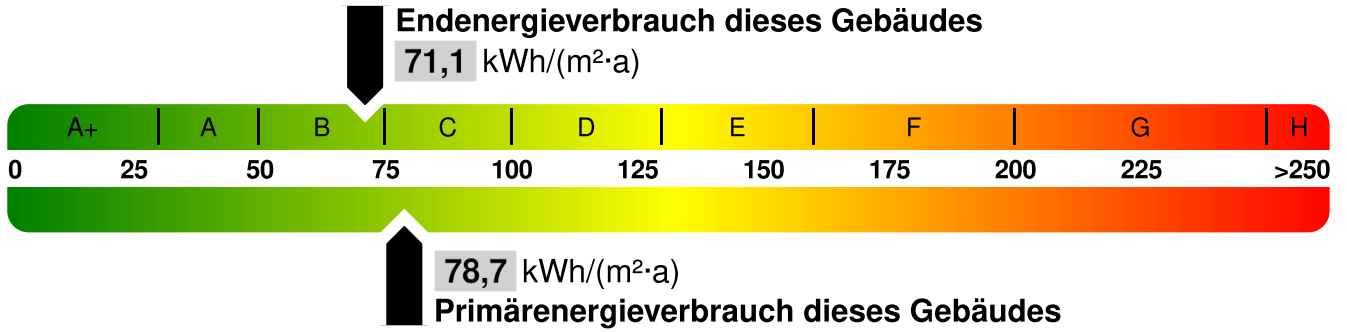 Endenergieverbrauch dieses Gebäudes
71,1 kWh/(m²·a)
A+ A B C D E F G H
0 25 50 75 100 125 150 175 200 225 >250
78,7 kWh/(m²·a)
Primärenergieverbrauch dieses Gebäudes